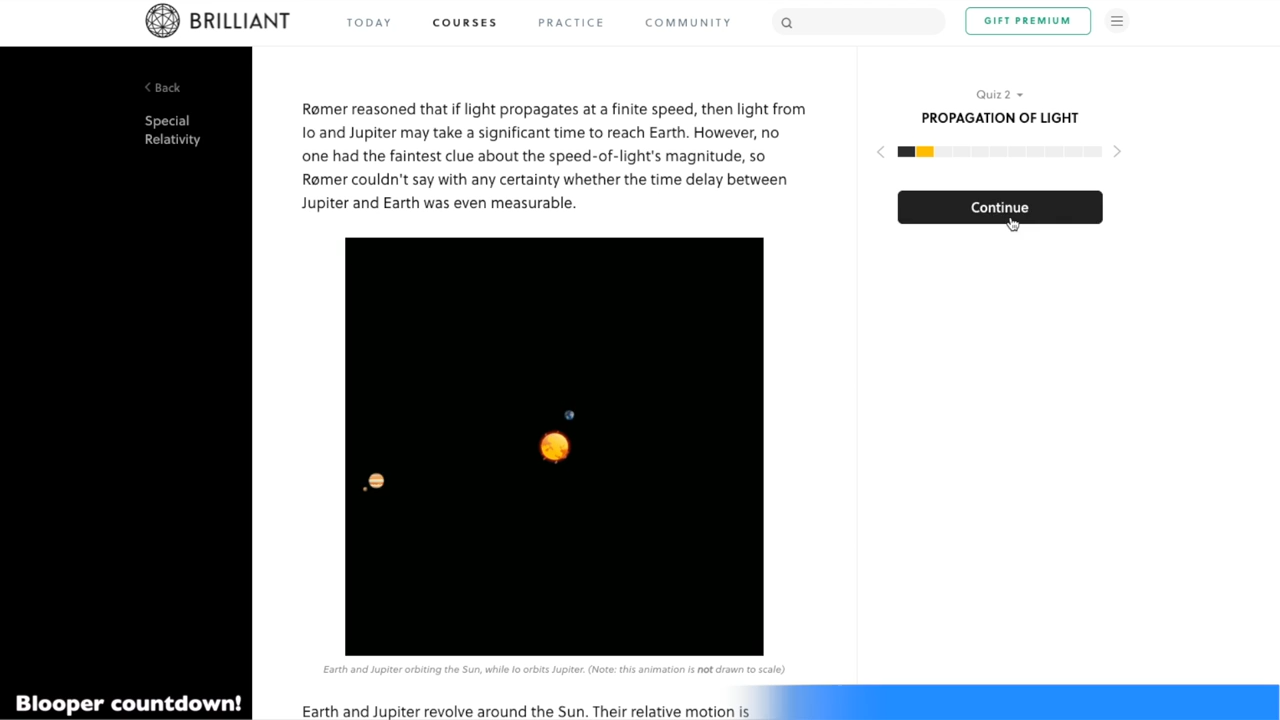 BRILLIANT
TODAY
COURSES
PRACTICE
COMMUNITY
GIFT PREMIUM
Back
Special
Relativity
Rømer reasoned that if light propagates at a finite speed, then light from
Io and Jupiter may take a significant time to reach Earth. However, no
one had the faintest clue about the speed-of-light's magnitude, so
Rømer couldn't say with any certainty whether the time delay between
Jupiter and Earth was even measurable.
Earth and Jupiter orbiting the Sun, while Io orbits Jupiter. (Note: this animation is not drawn to scale)
Earth and Jupiter revolve around the Sun. Their relative motion is
Quiz 2
PROPAGATION OF LIGHT
Continue
Blooper countdown!